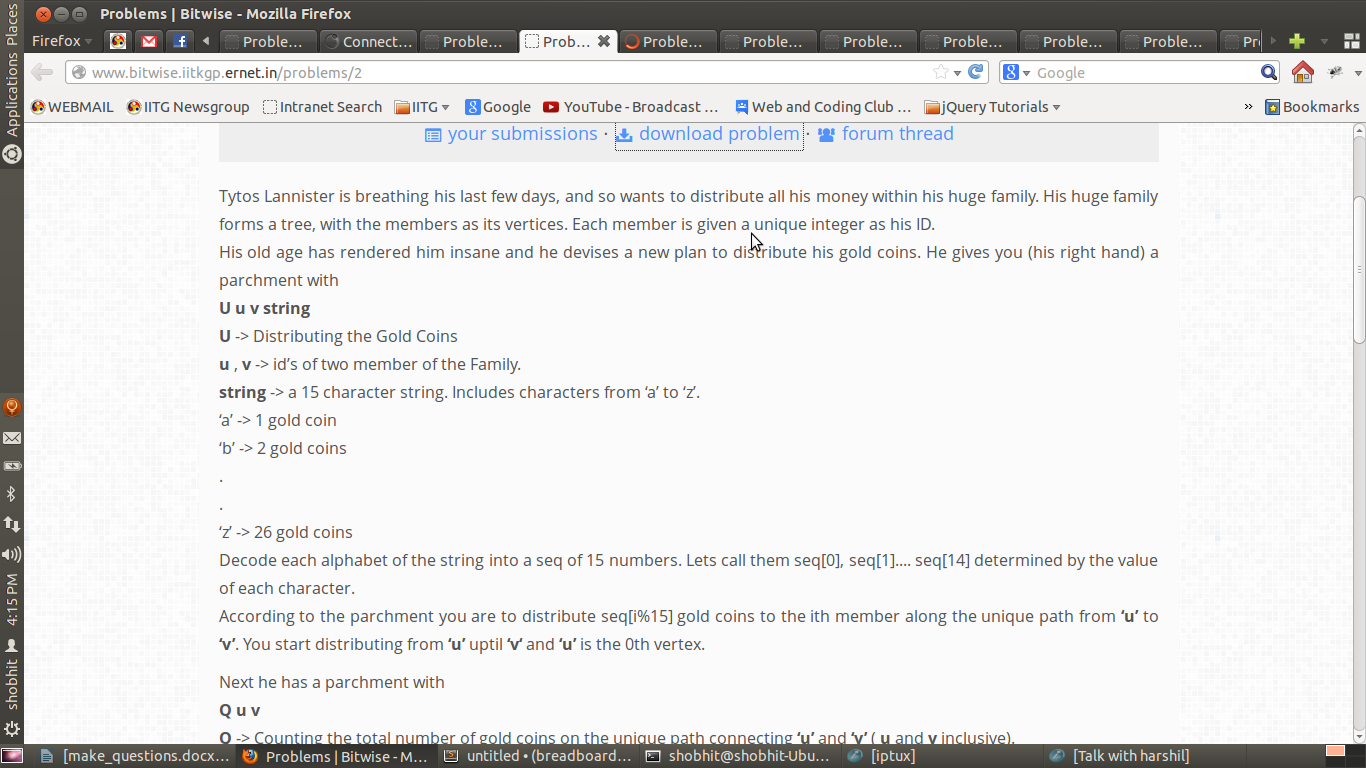 Problems | Bitwise - Mozilla Firefox
Firefox
Proble...
Connect...
Proble...
Prob...
Proble...
Proble...
Proble...
Proble...
Proble...
Proble...
Pr
www.bitwise.iitkgp.ernet.in/problems/2
Google
WEBMAIL
IITG Newsgroup
Intranet Search
IITG
Google
YouTube - Broadcast ...
Web and Coding Club ...
jQuery Tutorials
»
Bookmarks
Applications Places
your submissions · download problem · forum thread
Tytos Lannister is breathing his last few days, and so wants to distribute all his money within his huge family. His huge family
forms a tree, with the members as its vertices. Each member is given a unique integer as his ID.
His old age has rendered him insane and he devises a new plan to distribute his gold coins. He gives you (his right hand) a
parchment with
U u v string
U -> Distributing the Gold Coins
u , v -> id’s of two member of the Family.
string -> a 15 character string. Includes characters from ‘a’ to ‘z’.
‘a’ -> 1 gold coin
‘b’ -> 2 gold coins
.
.
‘z’ -> 26 gold coins
Decode each alphabet of the string into a seq of 15 numbers. Lets call them seq[0], seq[1].... seq[14] determined by the value
of each character.
According to the parchment you are to distribute seq[i%15] gold coins to the ith member along the unique path from ‘u’ to
‘v’. You start distributing from ‘u’ uptil ‘v’ and ‘u’ is the 0th vertex.
Next he has a parchment with
Q u v
Q -> Counting the total number of gold coins on the unique path connecting ‘u’ and ‘v’ ( u and v inclusive).
4:15 PM
shobhit
[make_questions.docx...
Problems | Bitwise - M...
untitled • (breadboard...
shobhit@shobhit-Ubu...
[iptux]
[Talk with harshil]